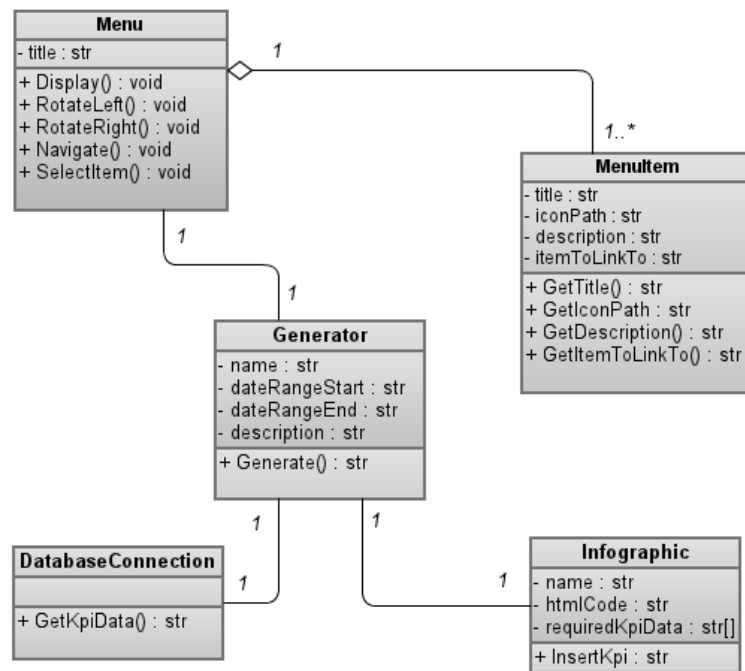 Menu
- title : str
+ Display() : void
+ RotateLeft() : void
+ RotateRight() : void
+ Navigate() : void
+ SelectItem() : void
1
1..*
MenuItem
- title : str
- iconPath : str
- description : str
- itemToLinkTo : str
+ GetTitle() : str
+ GetIconPath : str
+ GetDescription() : str
+ GetItemToLinkTo() : str
1
1
Generator
- name : str
- dateRangeStart : str
- dateRangeEnd : str
- description : str
+ Generate() : str
1
1
DatabaseConnection
+ GetKpiData() : str
1
1
Infographic
- name : str
- htmlCode : str
- requiredKpiData : str[]
+ InsertKpi : str